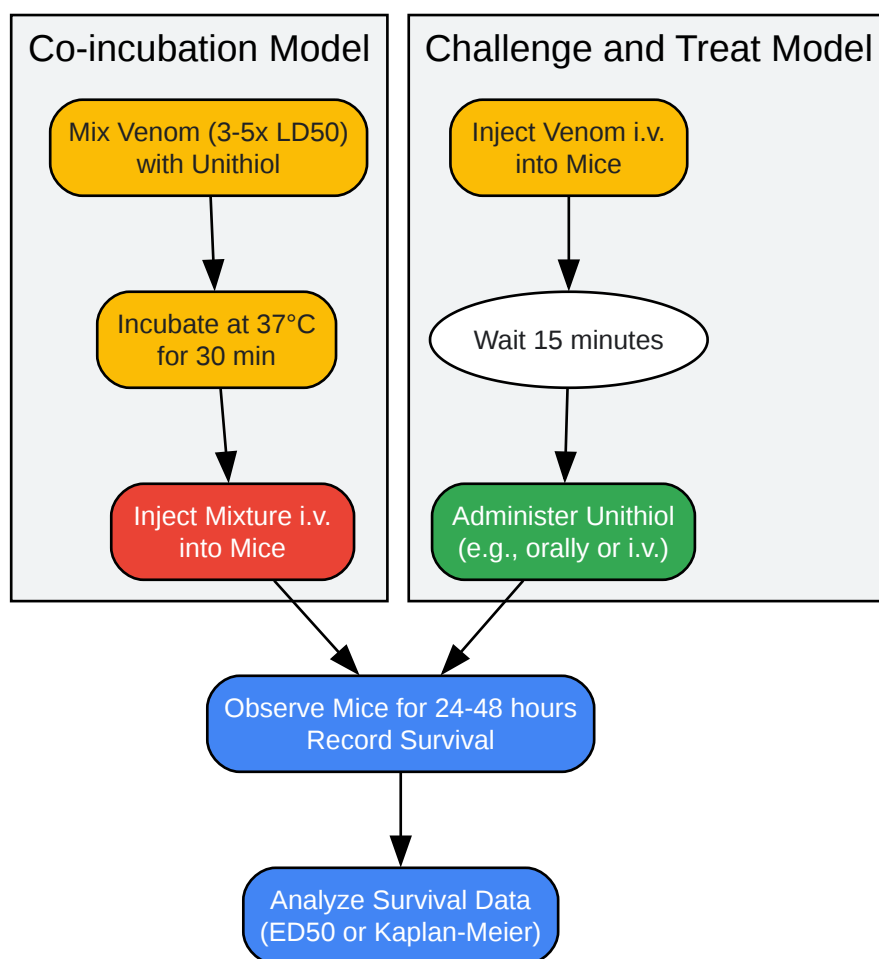 Co-incubation Model
Mix Venom (3-5x LD50)
with Unithiol
Incubate at 37°C
for 30 min
Inject Mixture i.v.
into Mice
Challenge and Treat Model
Inject Venom i.v.
into Mice
Wait 15 minutes
Administer Unithiol
(e.g., orally or i.v.)
Observe Mice for 24-48 hours
Record Survival
Analyze Survival Data
(ED50 or Kaplan-Meier)